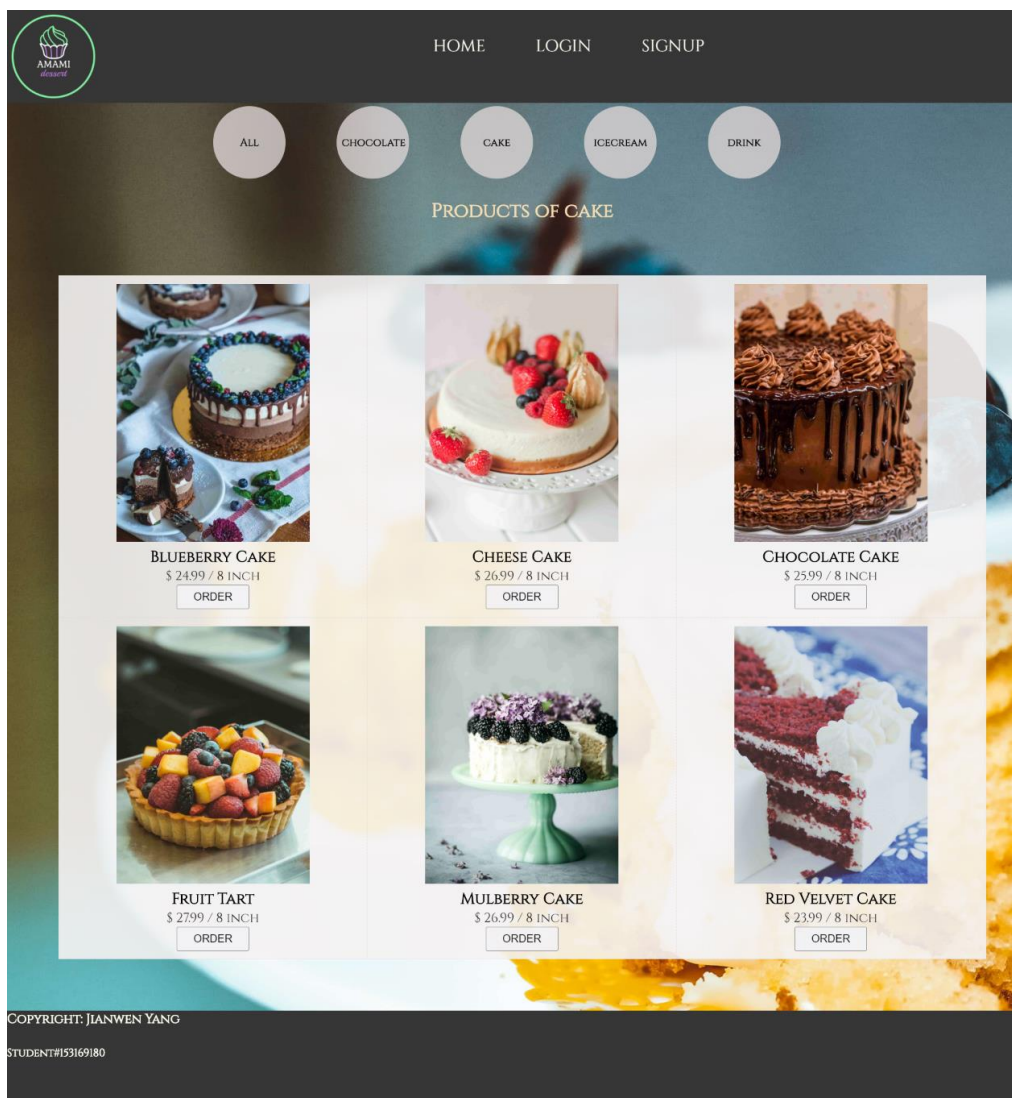 AMAMI
dessert
HOME LOGIN SIGNUP
ALL CHOCOLATE CAKE ICECREAM DRINK
PRODUCTS OF CAKE
BLUEBERRY CAKE CHEESE CAKE CHOCOLATE CAKE
$ 24.99 / 8 INCH $ 26.99 / 8 INCH $ 25.99 / 8 INCH
ORDER ORDER ORDER
FRUIT TART MULBERRY CAKE RED VELVET CAKE
$ 27.99 / 8 INCH $ 26.99 / 8 INCH $ 23.99 / 8 INCH
ORDER ORDER ORDER
COPYRIGHT: JIANWEN YANG
STUDENT#153169180